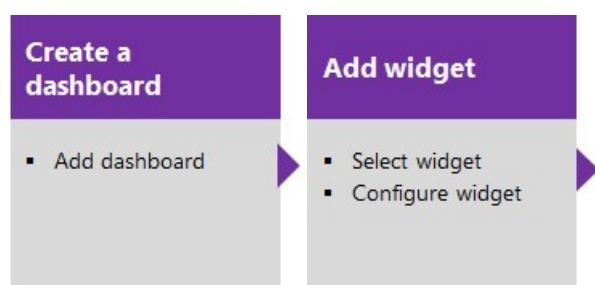 Create a
dashboard
▪ Add dashboard
Add widget
▪ Select widget
▪ Configure widget